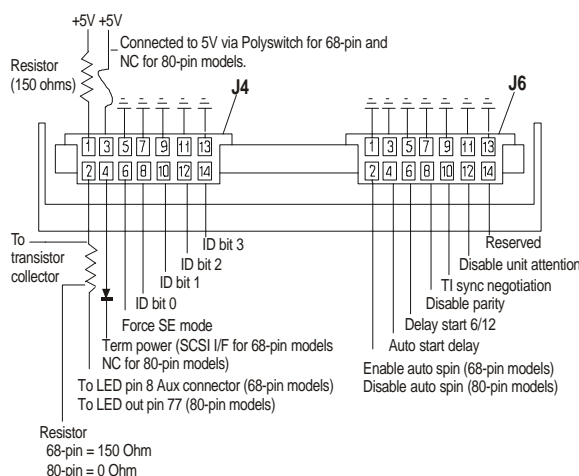 +5V +5V
Connected to 5V via Polyswitch for 68-pin and
NC for 80-pin models.
Resistor
(150 ohms)
J4
J6
1 3 5 7 9 11 13
2 4 6 8 10 12 14
1 3 5 7 9 11 13
2 4 6 8 10 12 14
To
transistor
collector
ID bit 3
ID bit 2
ID bit 1
ID bit 0
Force SE mode
Term power (SCSI I/F for 68-pin models
NC for 80-pin models)
To LED pin 8 Aux connector (68-pin models)
To LED out pin 77 (80-pin models)
Resistor
68-pin = 150 Ohm
80-pin = 0 Ohm
Reserved
Disable unit attention
TI sync negotiation
Disable parity
Delay start 6/12
Auto start delay
Enable auto spin (68-pin models)
Disable auto spin (80-pin models)